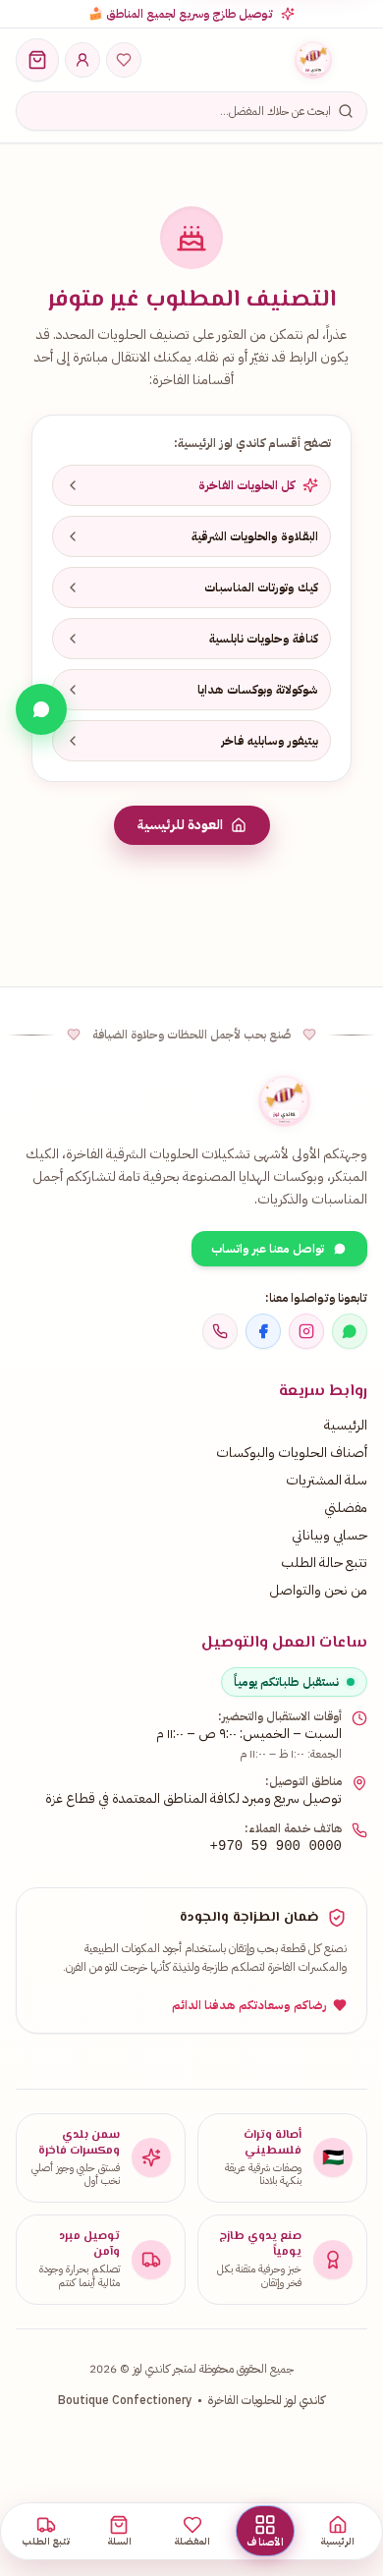 توصيل طازج وسريع لجميع المناطق 🍰
كاندي لوز
ابحث عن حلاك المفضل...
التصنيف المطلوب غير متوفر
عذراً، لم نتمكن من العثور على تصنيف الحلويات المحدد. قد
يكون الرابط قد تغيّر أو تم نقله. يمكنك الانتقال مباشرة إلى أحد
أقسامنا الفاخرة:
تصفح أقسام كاندي لوز الرئيسية:
كل الحلويات الفاخرة
البقلاوة والحلويات الشرقية
كيك وتورتات المناسبات
كنافة وحلويات نابلسية
شوكولاتة وبوكسات هدايا
بيتيفور وسابليه فاخر
العودة للرئيسية
صُنع بحب لأجمل اللحظات وحلاوة الضيافة
كاندي لوز
وجهتكم الأولى لأشهى تشكيلات الحلويات الشرقية الفاخرة، الكيك
المبتكر، وبوكسات الهدايا المصنوعة بحرفية تامة لتشارككم أجمل
المناسبات والذكريات.
تواصل معنا عبر واتساب
تابعونا وتواصلوا معنا:
روابط سريعة
الرئيسية
أصناف الحلويات والبوكسات
سلة المشتريات
مفضلتي
حسابي وبياناتي
تتبع حالة الطلب
من نحن والتواصل
ساعات العمل والتوصيل
نستقبل طلباتكم يومياً
أوقات الاستقبال والتحضير:
السبت – الخميس: ٩:٠٠ ص – ١١:٠٠ م
الجمعة: ١:٠٠ ظ – ١١:٠٠ م
مناطق التوصيل:
توصيل سريع ومبرد لكافة المناطق المعتمدة في قطاع غزة
هاتف خدمة العملاء:
+970 59 900 0000
ضمان الطزاجة والجودة
نصنع كل قطعة بحب وإتقان باستخدام أجود المكونات الطبيعية
والمكسرات الفاخرة لتصلكم طازجة ولذيذة كأنها خرجت للتو من الفرن.
رضاكم وسعادتكم هدفنا الدائم
أصالة وتراث
فلسطيني
وصفات شرقية عريقة
بنكهة بلادنا
سمن بلدي
ومكسرات فاخرة
فستق حلبي وجوز أصلي
نخب أول
صنع يدوي طازج
يومياً
خبز وحرفية متقنة بكل
فخر وإتقان
توصيل مبرد
وآمن
تصلكم بحرارة وجودة
مثالية أينما كنتم
جميع الحقوق محفوظة لمتجر كاندي لوز © 2026
كاندي لوز للحلويات الفاخرة • Boutique Confectionery
الرئيسية
الأصناف
المفضلة
السلة
تتبع الطلب